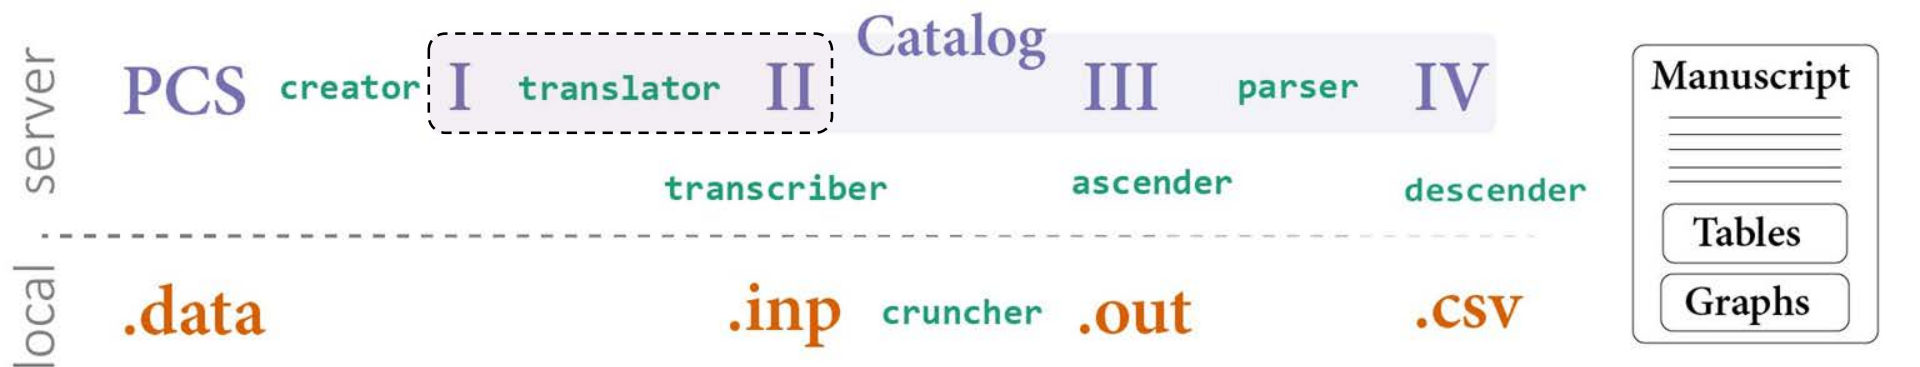 server
Catalog
PCS creator I translator II III parser IV
transcriber ascender descender
local
.data .inp cruncher .out .csv
Manuscript
Tables
Graphs